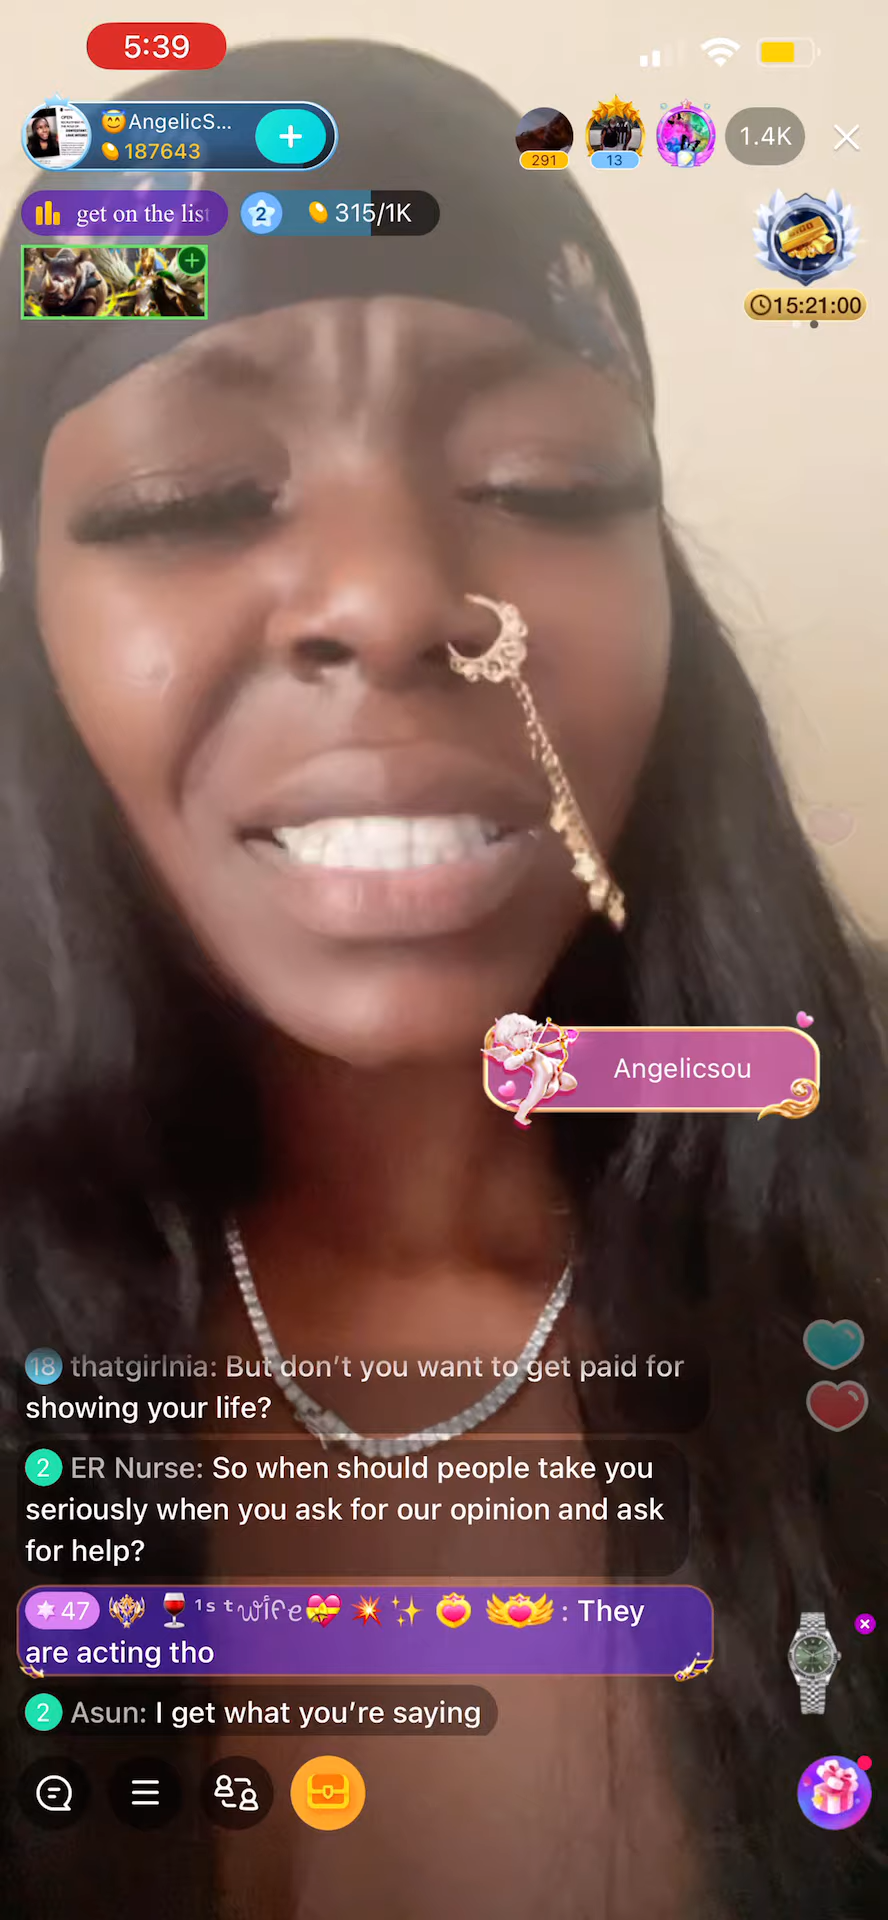 5:39
😇AngelicS...
187643
291
13
1.4K
get on the list
2
315/1K
15:21:00
Angelicsou
18 thatgirlnia: But don't you want to get paid for
showing your life?
2 ER Nurse: So when should people take you
seriously when you ask for our opinion and ask
for help?
47 🍷 ¹ˢᵗwife💝 💥 ✨ : They
are acting tho
2 Asun: I get what you're saying